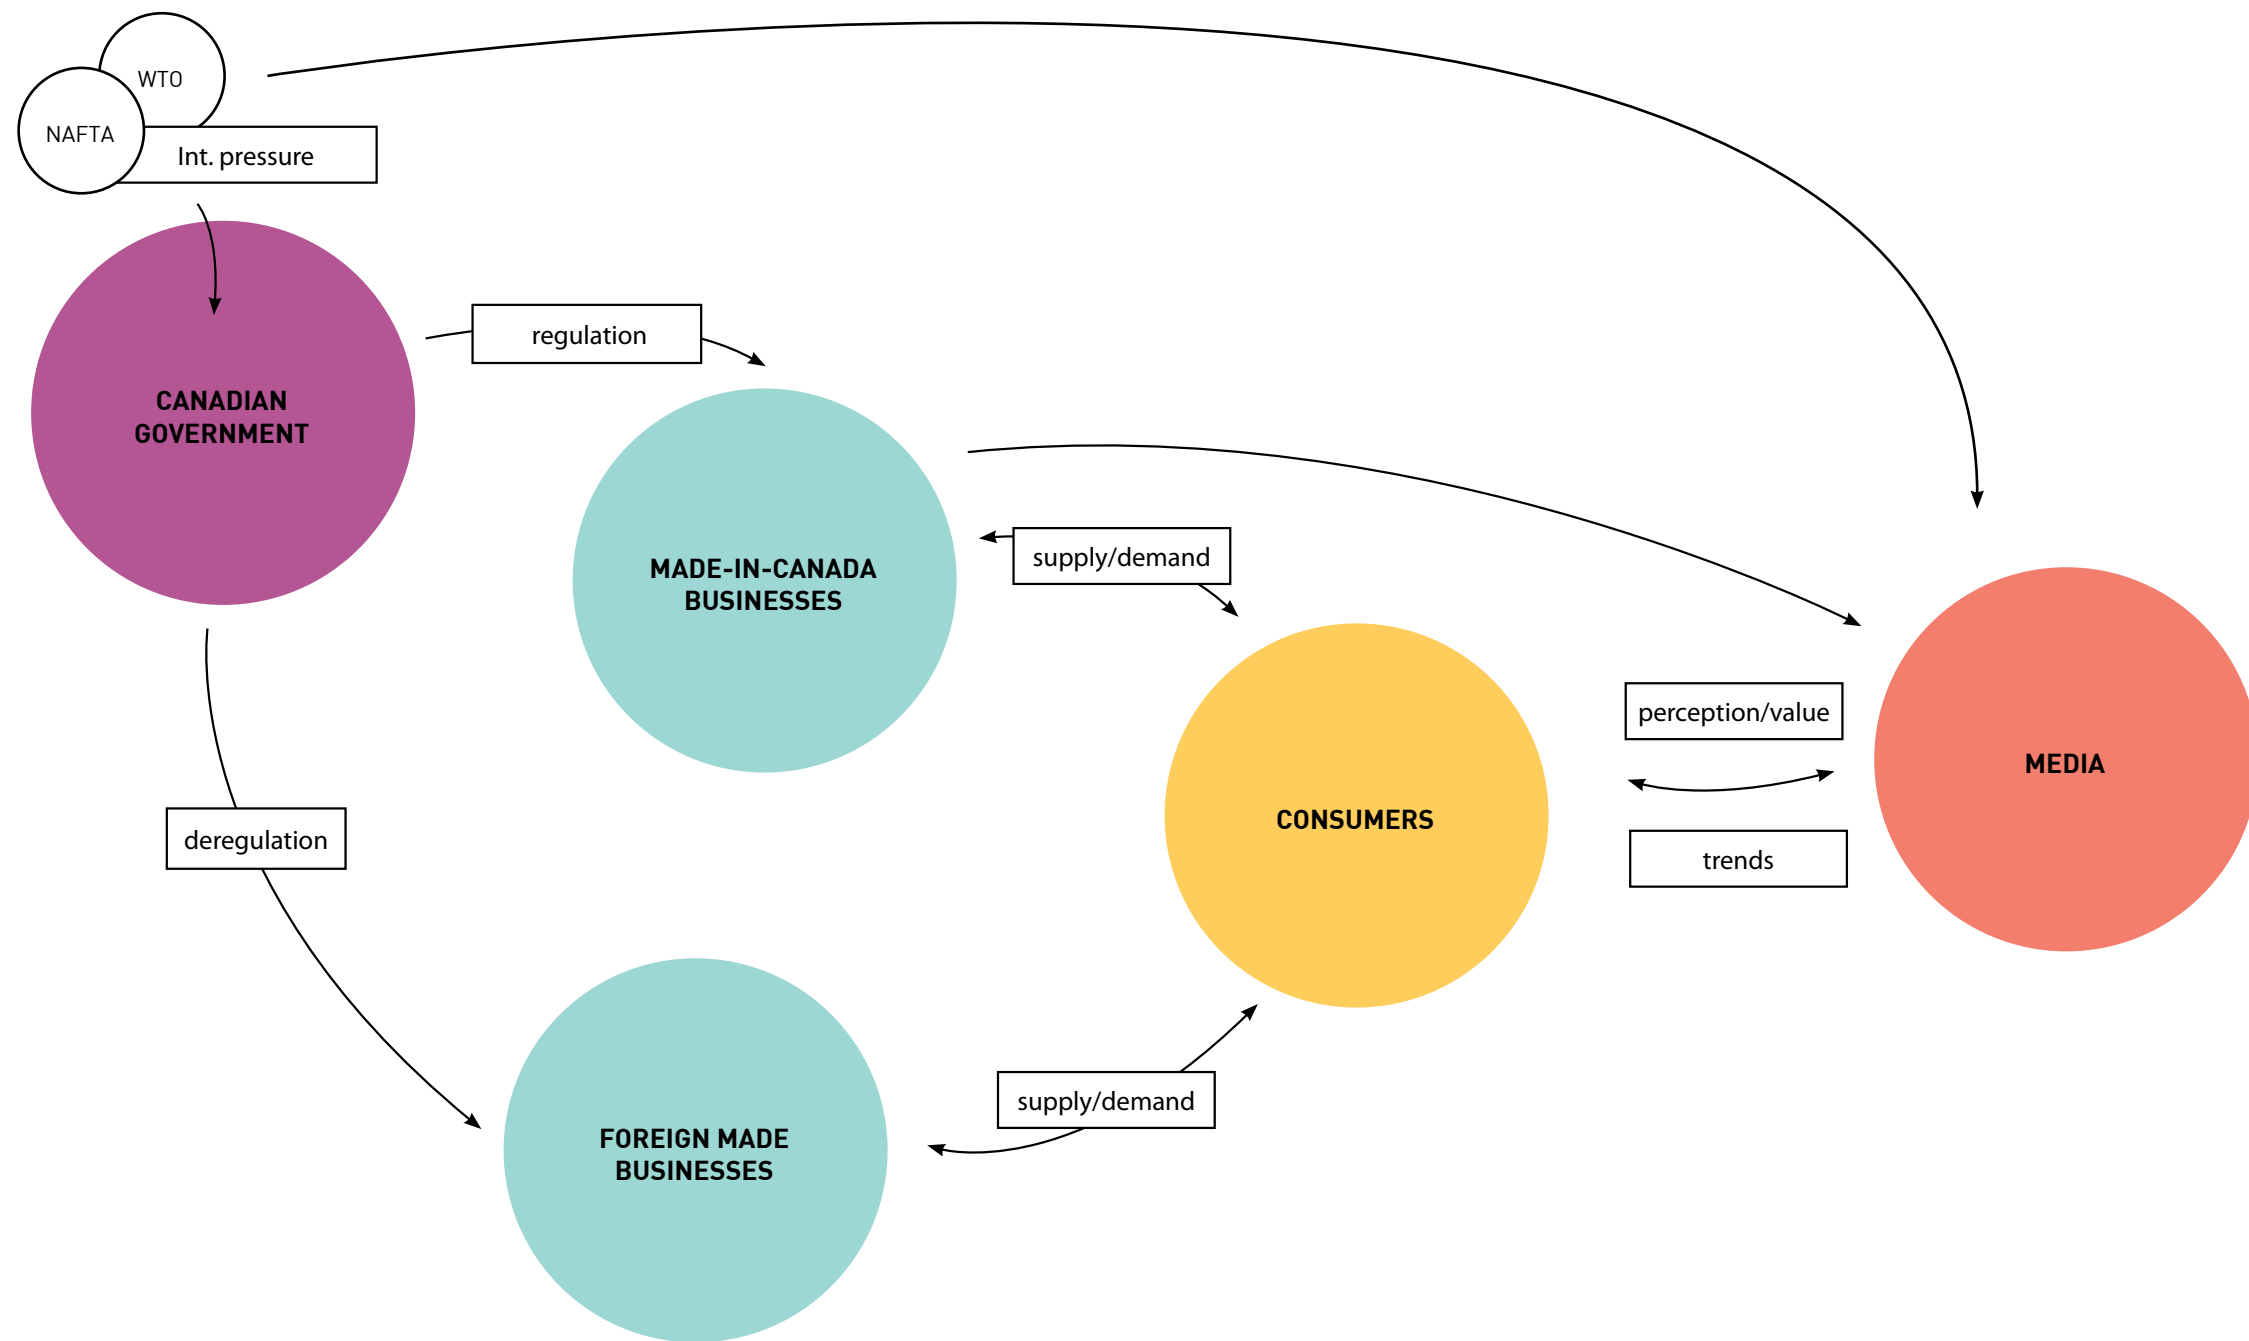 WTO
NAFTA
Int. pressure
regulation
CANADIAN
GOVERNMENT
supply/demand
MADE-IN-CANADA
BUSINESSES
perception/value
MEDIA
CONSUMERS
deregulation
trends
supply/demand
FOREIGN MADE
BUSINESSES